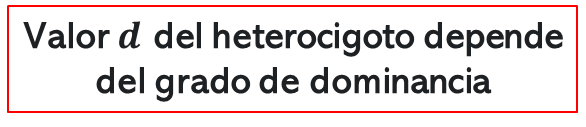 Valor d del heterocigoto depende
del grado de dominancia